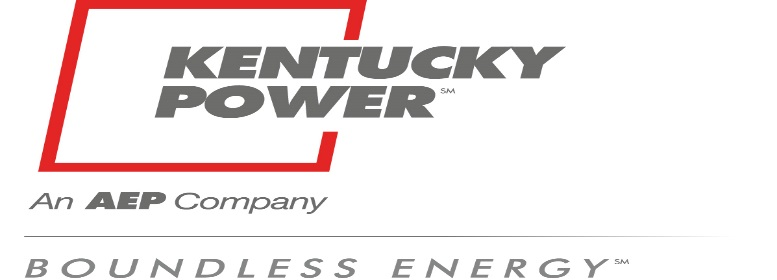 KENTUCKY
POWER℠
An AEP Company
BOUNDLESS ENERGY℠